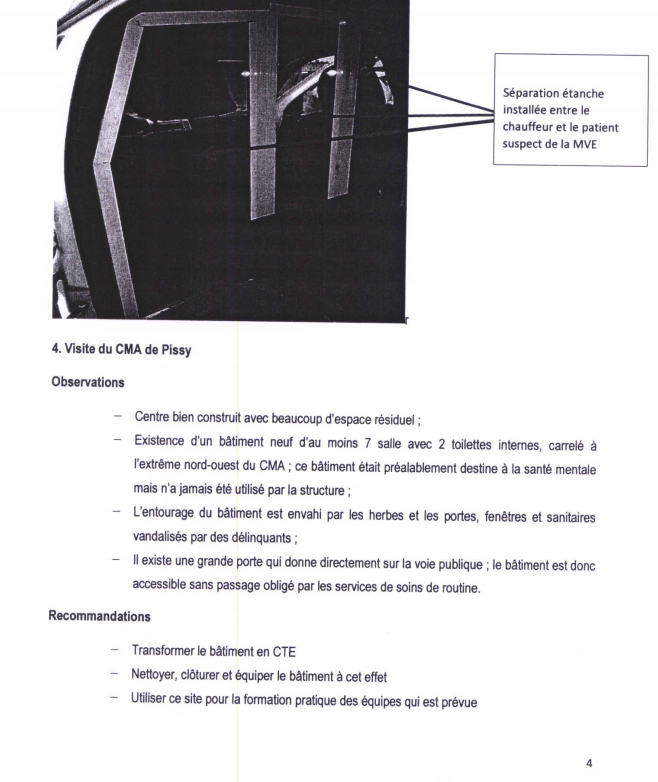 Séparation étanche
installée entre le
chauffeur et le patient
suspect de la MVE
4. Visite du CMA de Pissy
Observations
– Centre bien construit avec beaucoup d'espace résiduel ;
– Existence d'un bâtiment neuf d'au moins 7 salle avec 2 toilettes internes, carrelé à
l'extrême nord-ouest du CMA ; ce bâtiment était préalablement destine à la santé mentale
mais n'a jamais été utilisé par la structure ;
– L'entourage du bâtiment est envahi par les herbes et les portes, fenêtres et sanitaires
vandalisés par des délinquants ;
– Il existe une grande porte qui donne directement sur la voie publique ; le bâtiment est donc
accessible sans passage obligé par les services de soins de routine.
Recommandations
– Transformer le bâtiment en CTE
– Nettoyer, clôturer et équiper le bâtiment à cet effet
– Utiliser ce site pour la formation pratique des équipes qui est prévue
4